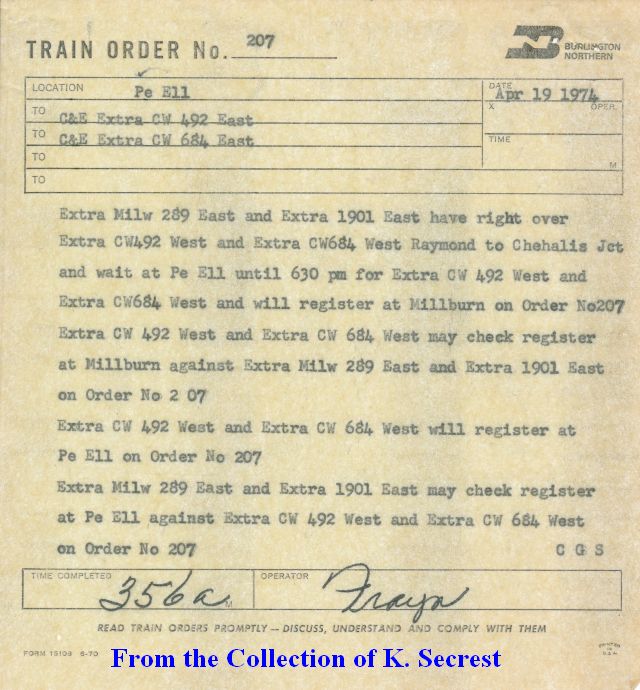 TRAIN ORDER No. 207
BURLINGTON
NORTHERN
LOCATION Pe Ell
DATE Apr 19 1974
TO C&E Extra CW 492 East
X OPER.
TO C&E Extra CW 684 East
TIME
TO
M
TO
Extra Milw 289 East and Extra 1901 East have right over
Extra CW492 West and Extra CW684 West Raymond to Chehalis Jct
and wait at Pe Ell until 630 pm for Extra CW 492 West and
Extra CW684 West and will register at Millburn on Order No207
Extra CW 492 West and Extra CW 684 West may check register
at Millburn against Extra Milw 289 East and Extra 1901 East
on Order No 2 07
Extra CW 492 West and Extra CW 684 West will register at
Pe Ell on Order No 207
Extra Milw 289 East and Extra 1901 East may check register
at Pe Ell against Extra CW 492 West and Extra CW 684 West
on Order No 207 C G S
TIME COMPLETED 356a M
OPERATOR
READ TRAIN ORDERS PROMPTLY — DISCUSS, UNDERSTAND AND COMPLY WITH THEM
FORM 15108 6-70
PRINTED
IN
U.S.A.
From the Collection of K. Secrest